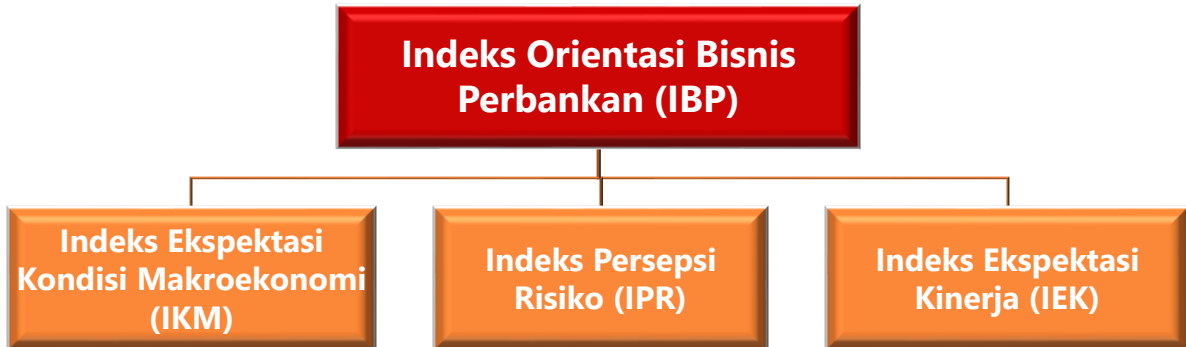 Indeks Orientasi Bisnis
Perbankan (IBP)
Indeks Ekspektasi
Kondisi Makroekonomi
(IKM)
Indeks Persepsi
Risiko (IPR)
Indeks Ekspektasi
Kinerja (IEK)